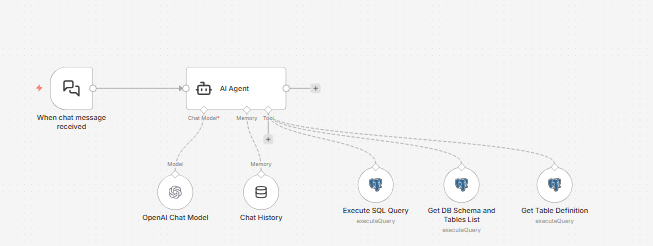 AI Agent
When chat message
received
Chat Model*
Memory
Tool
Model
Memory
OpenAI Chat Model
Chat History
Execute SQL Query
executeQuery
Get DB Schema and
Tables List
executeQuery
Get Table Definition
executeQuery